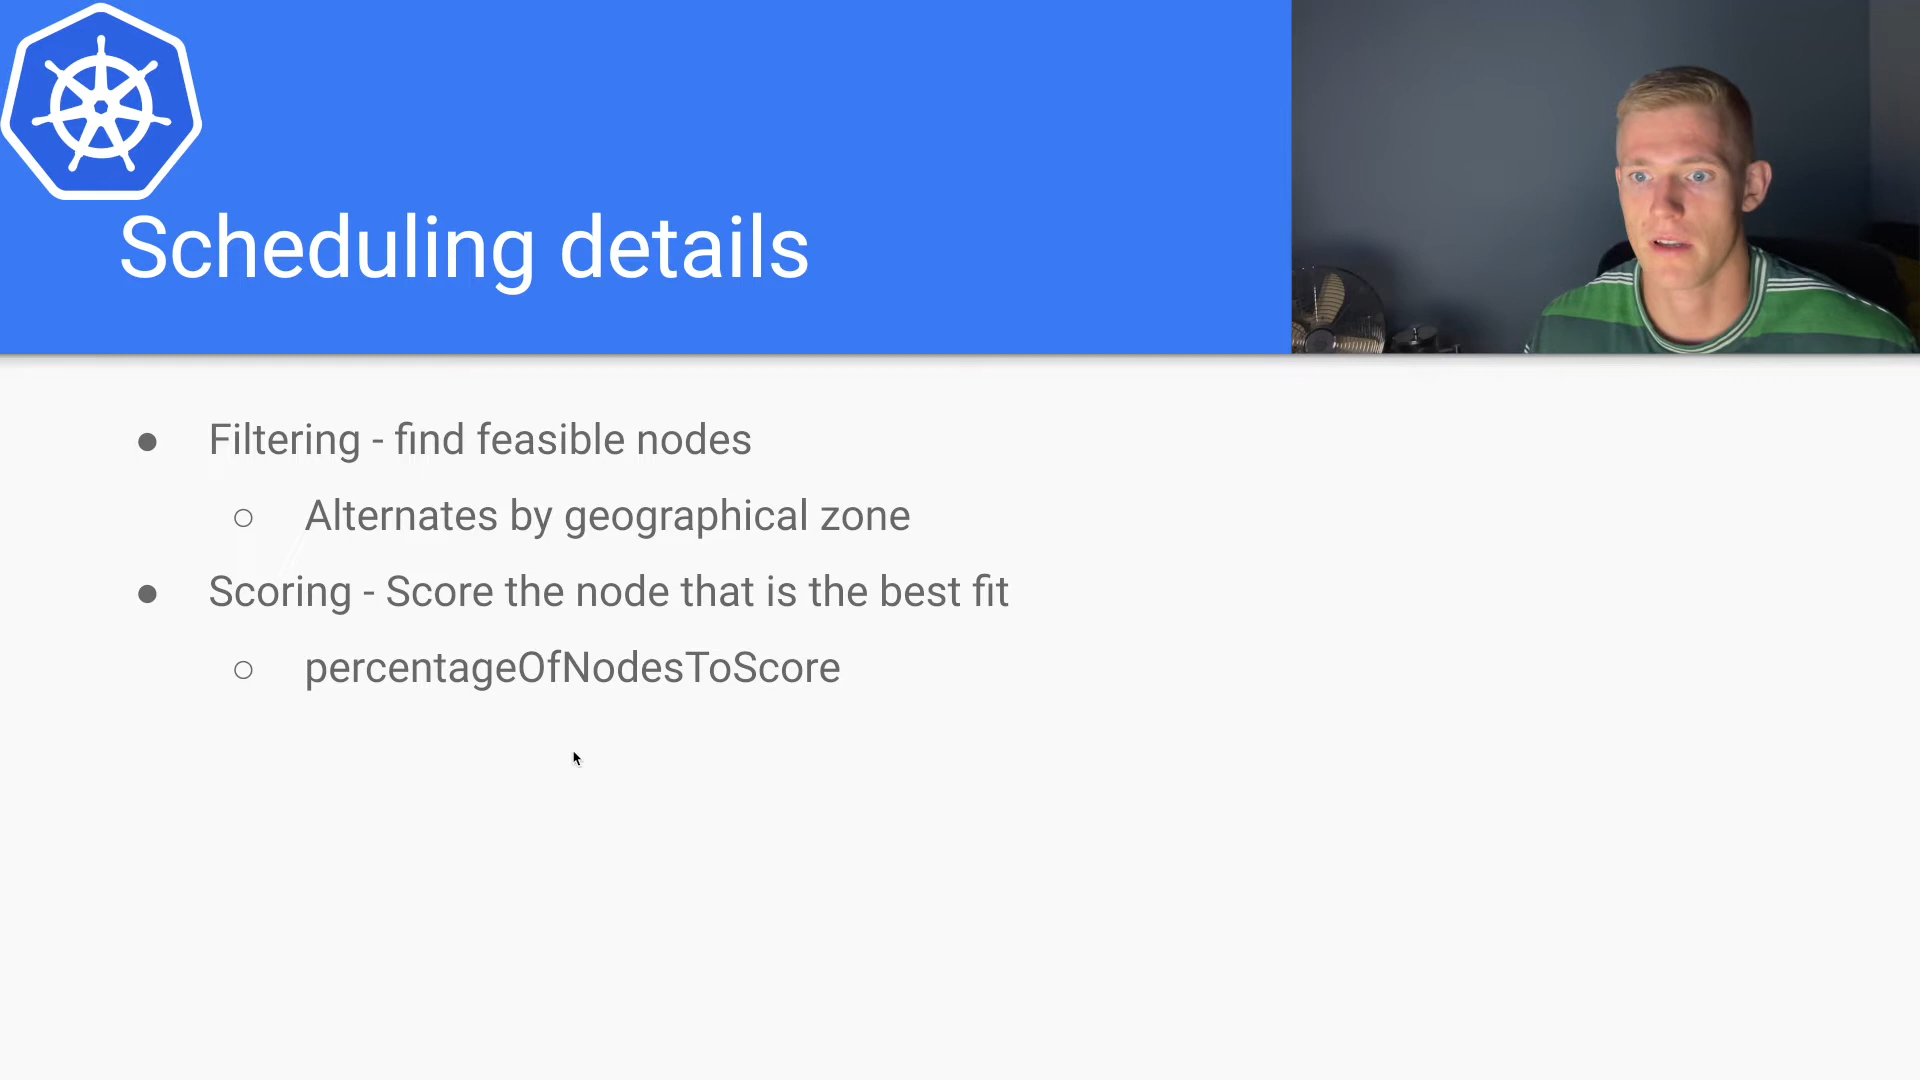 Scheduling details
Filtering - find feasible nodes
Alternates by geographical zone
Scoring - Score the node that is the best fit
percentageOfNodesToScore